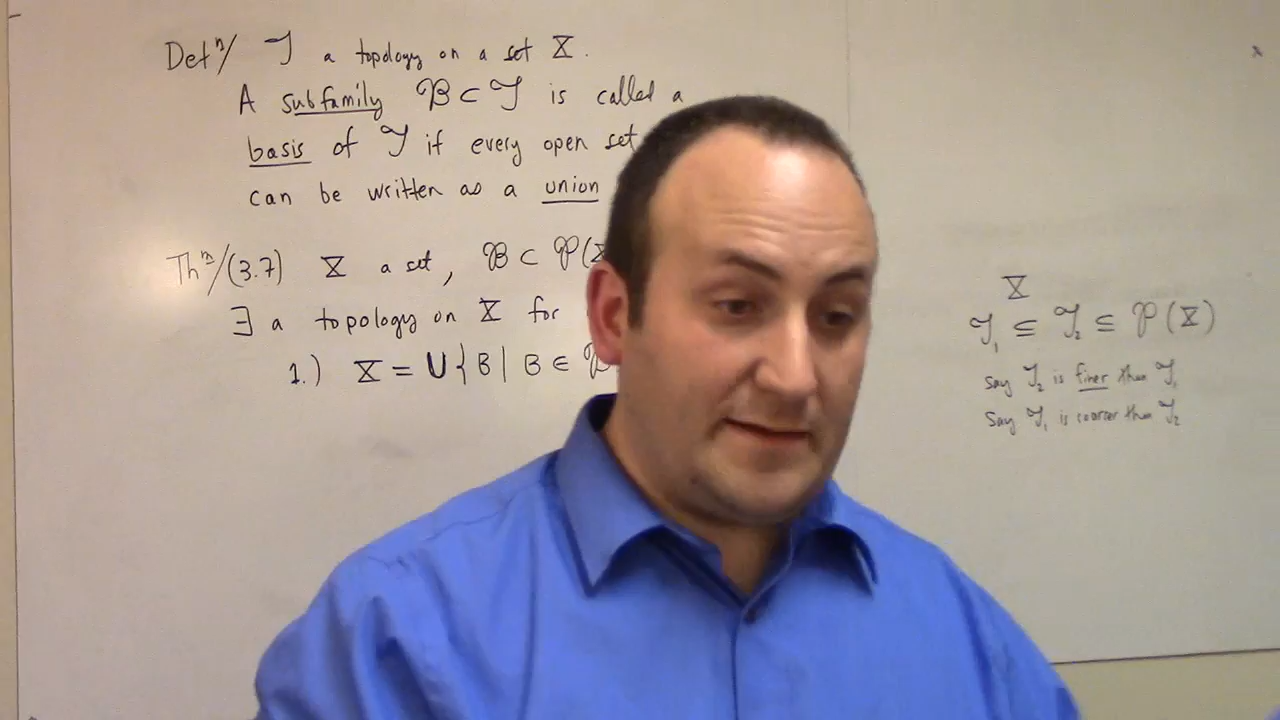 Defⁿ/ 𝒯 a topology on a set X.
A subfamily ℬ ⊂ 𝒯 is called a
basis of 𝒯 if every open set
can be written as a union
Thᵐ/(3.7) X a set, ℬ ⊂ 𝒫(X
∃ a topology on X for
1.) X = ∪{B | B ∈
X
𝒯₁ ⊆ 𝒯₂ ⊆ 𝒫(X)
say 𝒯₂ is finer than 𝒯₁
Say 𝒯₁ is coarser than 𝒯₂